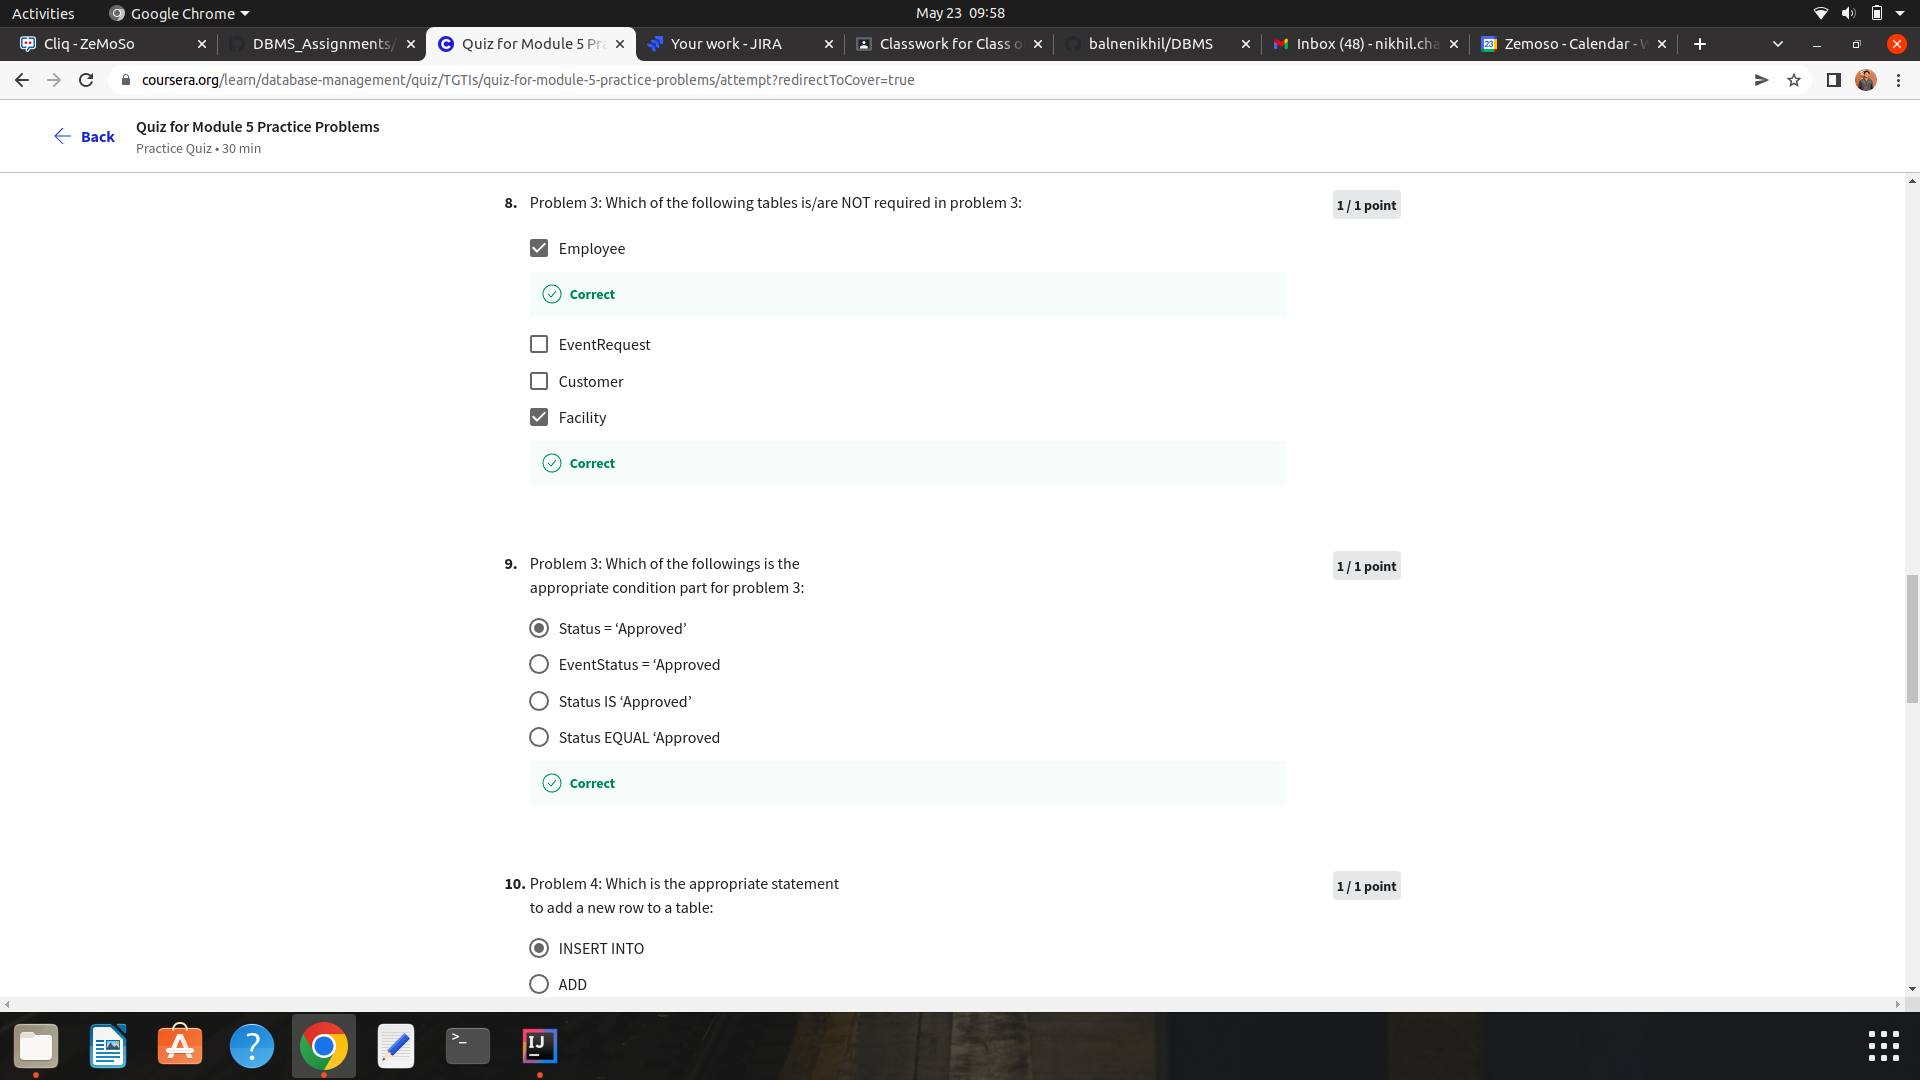 Activities
Google Chrome
May 23 09:58
Cliq - ZeMoSo
DBMS_Assignments/
Quiz for Module 5 Pr
Your work - JIRA
Classwork for Class o
balnenikhil/DBMS
Inbox (48) - nikhil.cha
Zemoso - Calendar - W
coursera.org/learn/database-management/quiz/TGTIs/quiz-for-module-5-practice-problems/attempt?redirectToCover=true
Back
Quiz for Module 5 Practice Problems
Practice Quiz • 30 min
8. Problem 3: Which of the following tables is/are NOT required in problem 3:
1 / 1 point
Employee
Correct
EventRequest
Customer
Facility
Correct
9. Problem 3: Which of the followings is the
appropriate condition part for problem 3:
1 / 1 point
Status = ‘Approved’
EventStatus = ‘Approved
Status IS ‘Approved’
Status EQUAL ‘Approved
Correct
10. Problem 4: Which is the appropriate statement
to add a new row to a table:
1 / 1 point
INSERT INTO
ADD